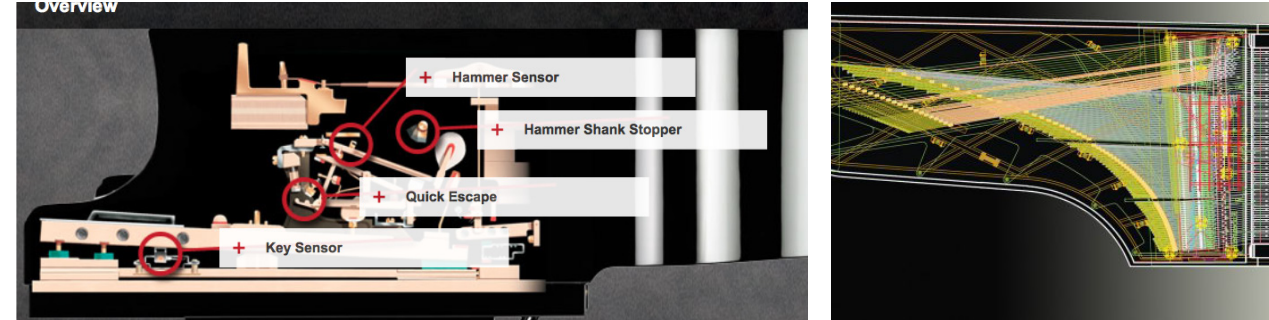 Overview
+ Hammer Sensor
+ Hammer Shank Stopper
+ Quick Escape
+ Key Sensor